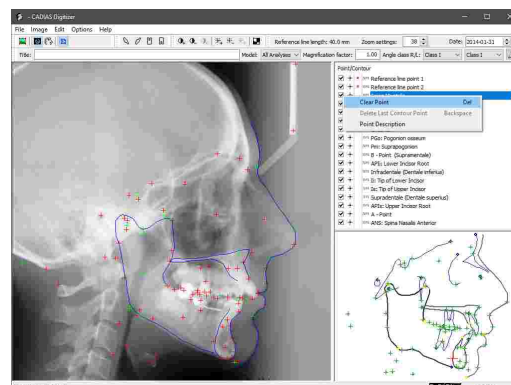 - CADIAS Digitizer
File Image Edit Options Help
Reference line length: 40.0 mm Zoom settings: 38 Date: 2014-01-31
Title: Model: All Analyses Magnification factor: 1.00 Angle class R/L: Class I Class I
Point/Contour
Reference line point 1
Reference line point 2
Clear Point Del
Delete Last Contour Point Backspace
Point Description
PGo: Pogonion osseum
Pm: Suprapogonion
B - Point (Supramentale)
APIi: Lower Incisor Root
Infradentale (Dentale inferius)
Ii: Tip of Lower Incisor
Is: Tip of Upper Incisor
Supradentale (Dentale superius)
APIs: Upper Incisor Root
A - Point
ANS: Spina Nasalis Anterior